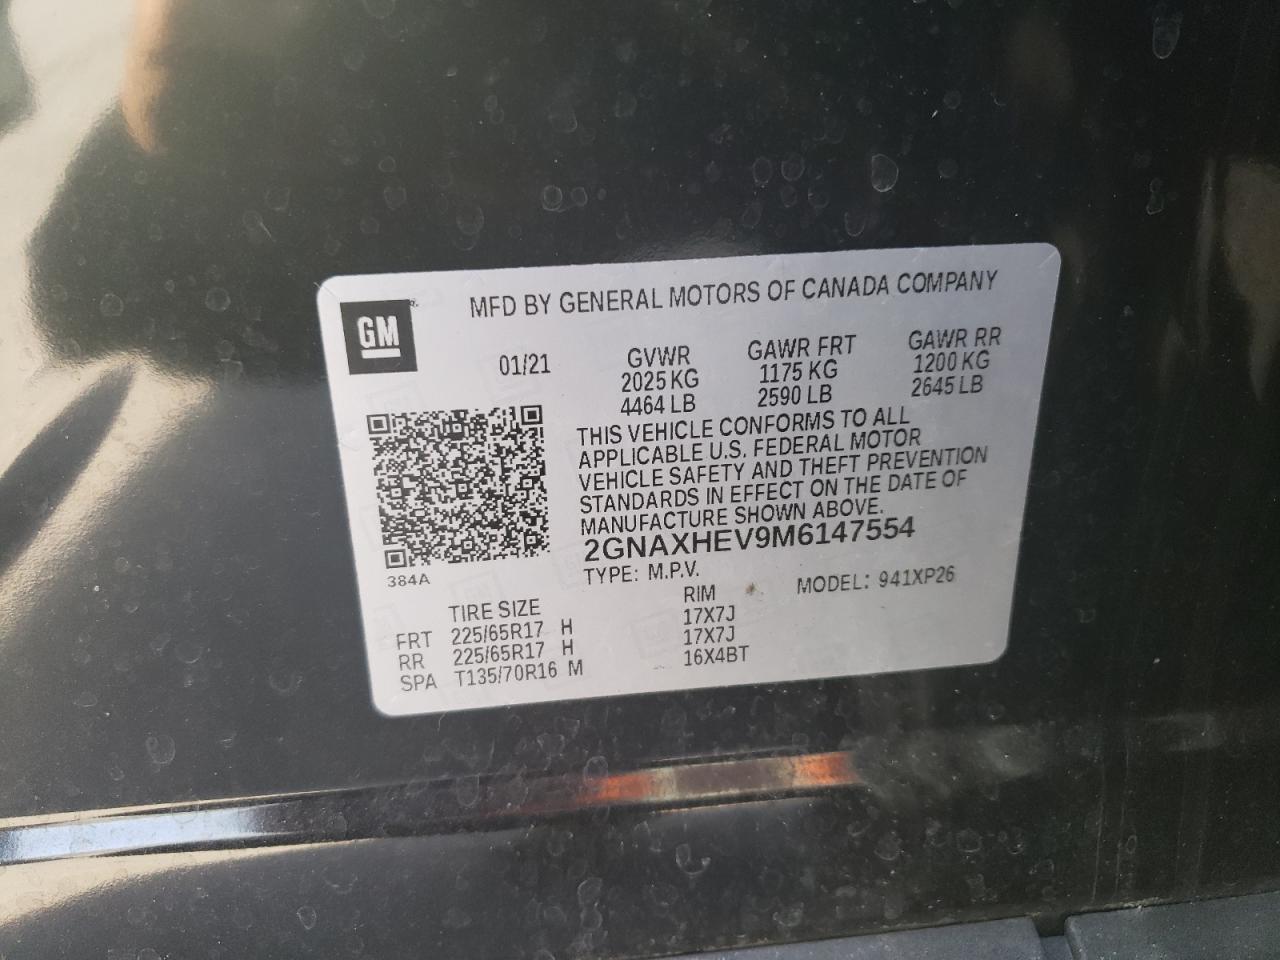 MFD BY GENERAL MOTORS OF CANADA COMPANY
GM
01/21 GVWR GAWR FRT GAWR RR
2025 KG 1175 KG 1200 KG
4464 LB 2590 LB 2645 LB
THIS VEHICLE CONFORMS TO ALL
APPLICABLE U.S. FEDERAL MOTOR
VEHICLE SAFETY AND THEFT PREVENTION
STANDARDS IN EFFECT ON THE DATE OF
MANUFACTURE SHOWN ABOVE.
2GNAXHEV9M6147554
384A
TYPE: M.P.V. MODEL: 941XP26
TIRE SIZE RIM
FRT 225/65R17 H 17X7J
RR 225/65R17 H 17X7J
SPA T135/70R16 M 16X4BT